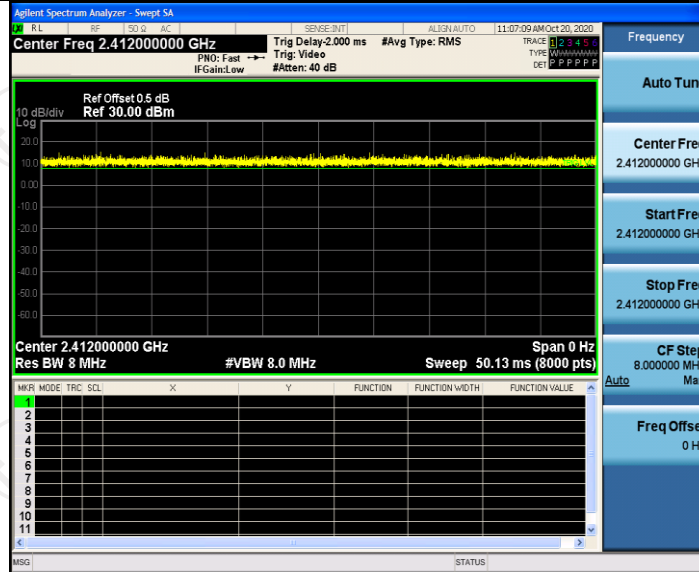 Agilent Spectrum Analyzer - Swept SA
RL RF 50 Ω AC SENSE:INT ALIGN AUTO 11:07:09 AM Oct 20, 2020
Center Freq 2.412000000 GHz
PNO: Fast
IFGain:Low
Trig Delay-2.000 ms
Trig: Video
#Atten: 40 dB
#Avg Type: RMS
TRACE 1 2 3 4 5 6
TYPE
DET P P P P P P
Frequency
Auto Tun
Center Fre
2.412000000 GH
Start Fre
2.412000000 GH
Stop Fre
2.412000000 GH
CF Step
8.000000 MH
Auto Ma
Freq Offse
0 H
Ref Offset 0.5 dB
10 dB/div Ref 30.00 dBm
Log
20.0
10.0
0.00
-10.0
-20.0
-30.0
-40.0
-50.0
-60.0
Center 2.412000000 GHz Span 0 Hz
Res BW 8 MHz #VBW 8.0 MHz Sweep 50.13 ms (8000 pts)
MKR MODE TRC SCL X Y FUNCTION FUNCTION WIDTH FUNCTION VALUE
1
2
3
4
5
6
7
8
9
10
11
MSG STATUS